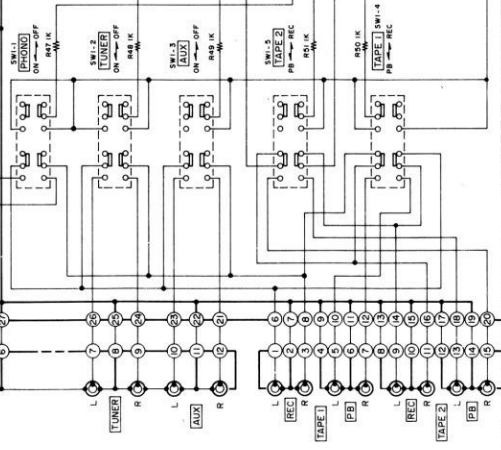 SW1-1
PHONO
ON OFF
R47 1K
SW1-2
TUNER
ON OFF
R48 1K
SW1-3
AUX
ON OFF
R49 1K
SW1-5
TAPE 2
PB REC
R51 1K
R50 1K
SW1-4
TAPE 1
PB REC
27 26 25 24 23 22 21 6 7 8 9 10 11 12 13 14 15 16 17 18 19 20
6 7 8 9 10 11 12 1 2 3 4 5 6 7 8 9 10 11 12 13 14 15
L R L R L R L R L R L R
TUNER
AUX
REC
TAPE 1
PB
REC
TAPE 2
PB